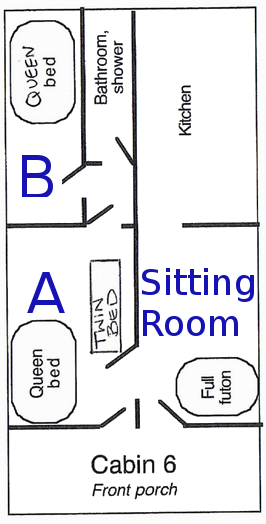 QUEEN
bed
Bathroom,
shower
Kitchen
B
A
TWIN
BED
Sitting
Room
Queen
bed
Full
futon
Cabin 6
Front porch